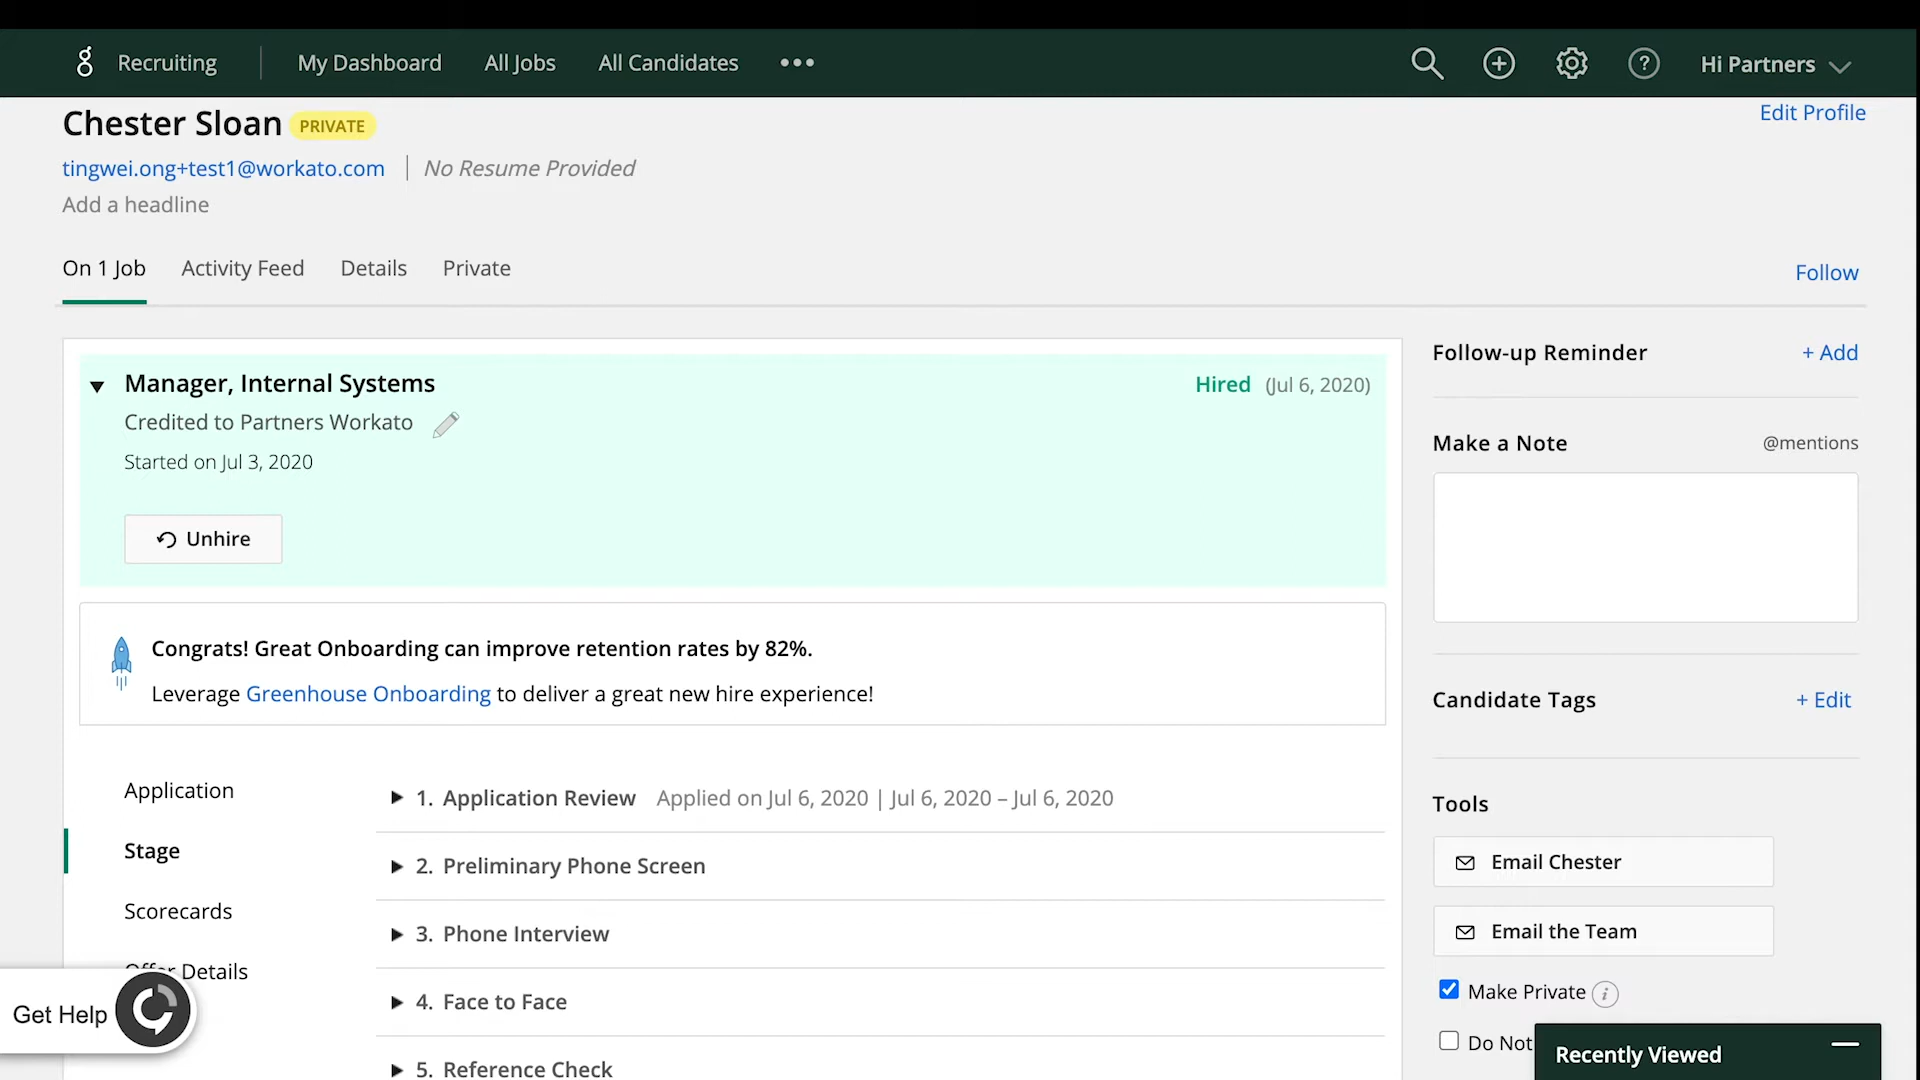 Recruiting
My Dashboard
All Jobs
All Candidates
Hi Partners
Chester Sloan PRIVATE
Edit Profile
tingwei.ong+test1@workato.com
No Resume Provided
Add a headline
On 1 Job
Activity Feed
Details
Private
Follow
Manager, Internal Systems
Hired (Jul 6, 2020)
Credited to Partners Workato
Started on Jul 3, 2020
Unhire
Congrats! Great Onboarding can improve retention rates by 82%.
Leverage Greenhouse Onboarding to deliver a great new hire experience!
Application
Stage
Scorecards
Offer Details
1. Application Review Applied on Jul 6, 2020 | Jul 6, 2020 – Jul 6, 2020
2. Preliminary Phone Screen
3. Phone Interview
4. Face to Face
5. Reference Check
Follow-up Reminder
+ Add
Make a Note
@mentions
Candidate Tags
+ Edit
Tools
Email Chester
Email the Team
Make Private
Do Not
Get Help
Recently Viewed